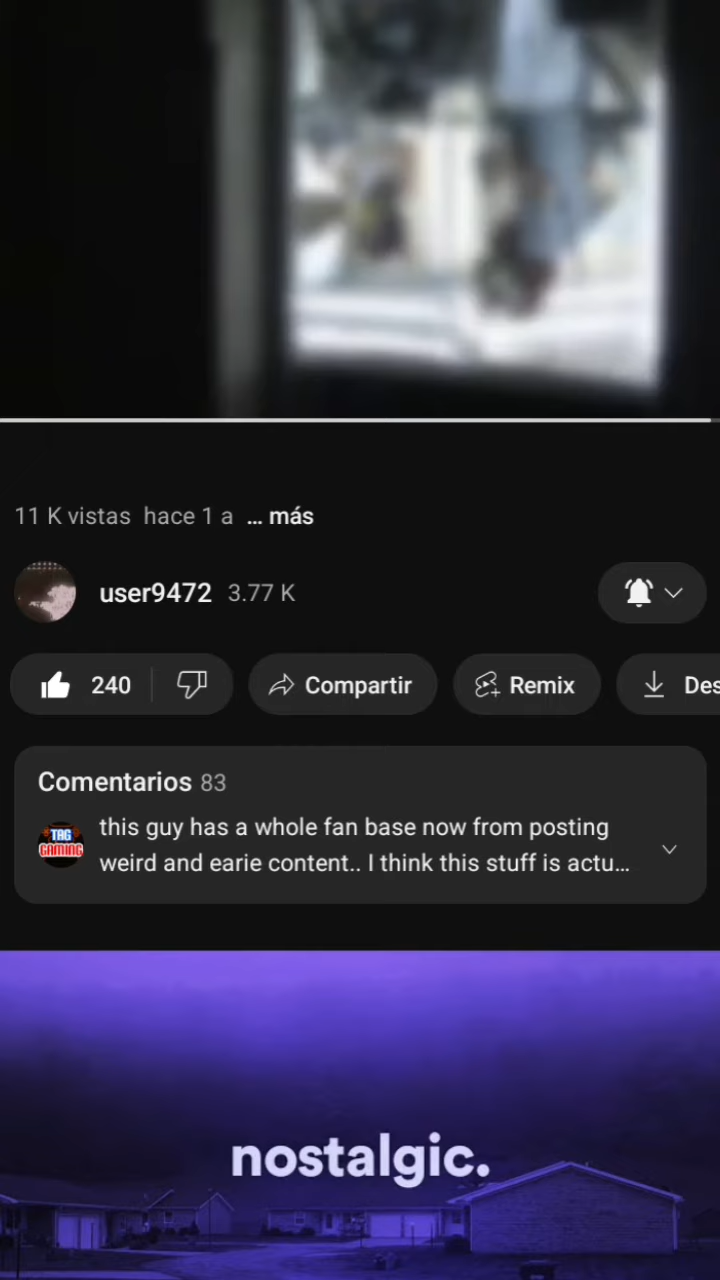 11 K vistas hace 1 a ... más
user9472 3.77 K
240 Compartir Remix Des
Comentarios 83
TAG
GAMING
this guy has a whole fan base now from posting
weird and earie content.. I think this stuff is actu...
nostalgic.